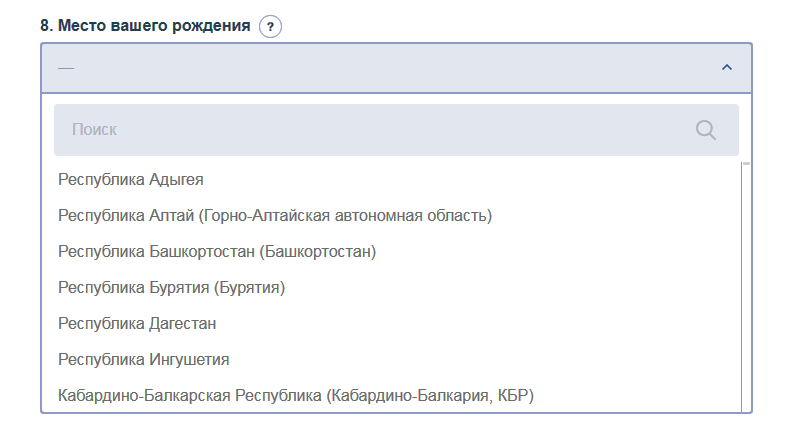 8. Место вашего рождения ?
—
Поиск
Республика Адыгея
Республика Алтай (Горно-Алтайская автономная область)
Республика Башкортостан (Башкортостан)
Республика Бурятия (Бурятия)
Республика Дагестан
Республика Ингушетия
Кабардино-Балкарская Республика (Кабардино-Балкария, КБР)